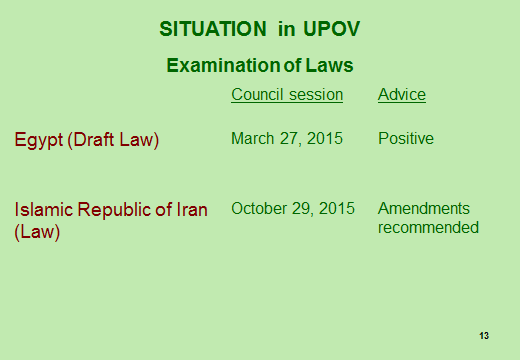 SITUATION in UPOV
Examination of Laws
Council session Advice
Egypt (Draft Law) March 27, 2015 Positive
Islamic Republic of Iran October 29, 2015 Amendments
(Law) recommended
13